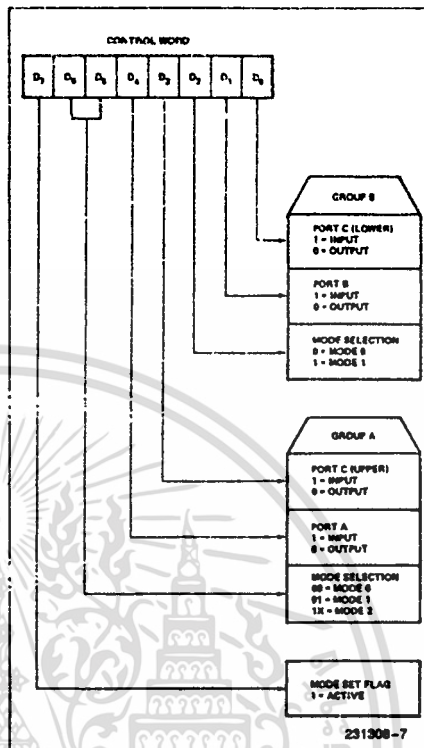 CONTROL WORD
D7 D6 D5 D4 D3 D2 D1 D0
GROUP B
PORT C (LOWER)
1 = INPUT
0 = OUTPUT
PORT B
1 = INPUT
0 = OUTPUT
MODE SELECTION
0 = MODE 0
1 = MODE 1
GROUP A
PORT C (UPPER)
1 = INPUT
0 = OUTPUT
PORT A
1 = INPUT
0 = OUTPUT
MODE SELECTION
00 = MODE 0
01 = MODE 1
1X = MODE 2
MODE SET FLAG
1 = ACTIVE
231308-7